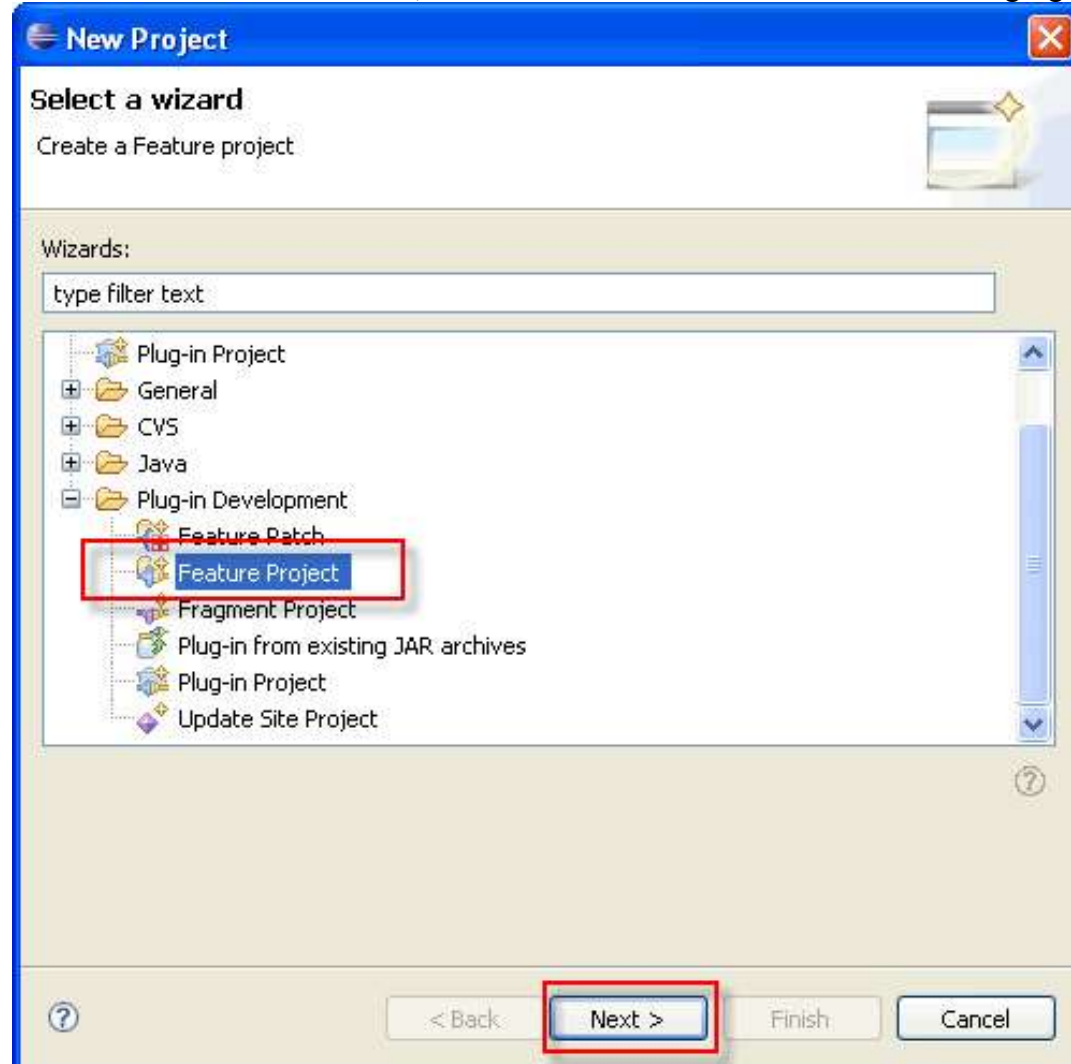 New Project
Select a wizard
Create a Feature project
Wizards:
type filter text
Plug-in Project
General
CVS
Java
Plug-in Development
Feature Patch
Feature Project
Fragment Project
Plug-in from existing JAR archives
Plug-in Project
Update Site Project
< Back Next > Finish Cancel